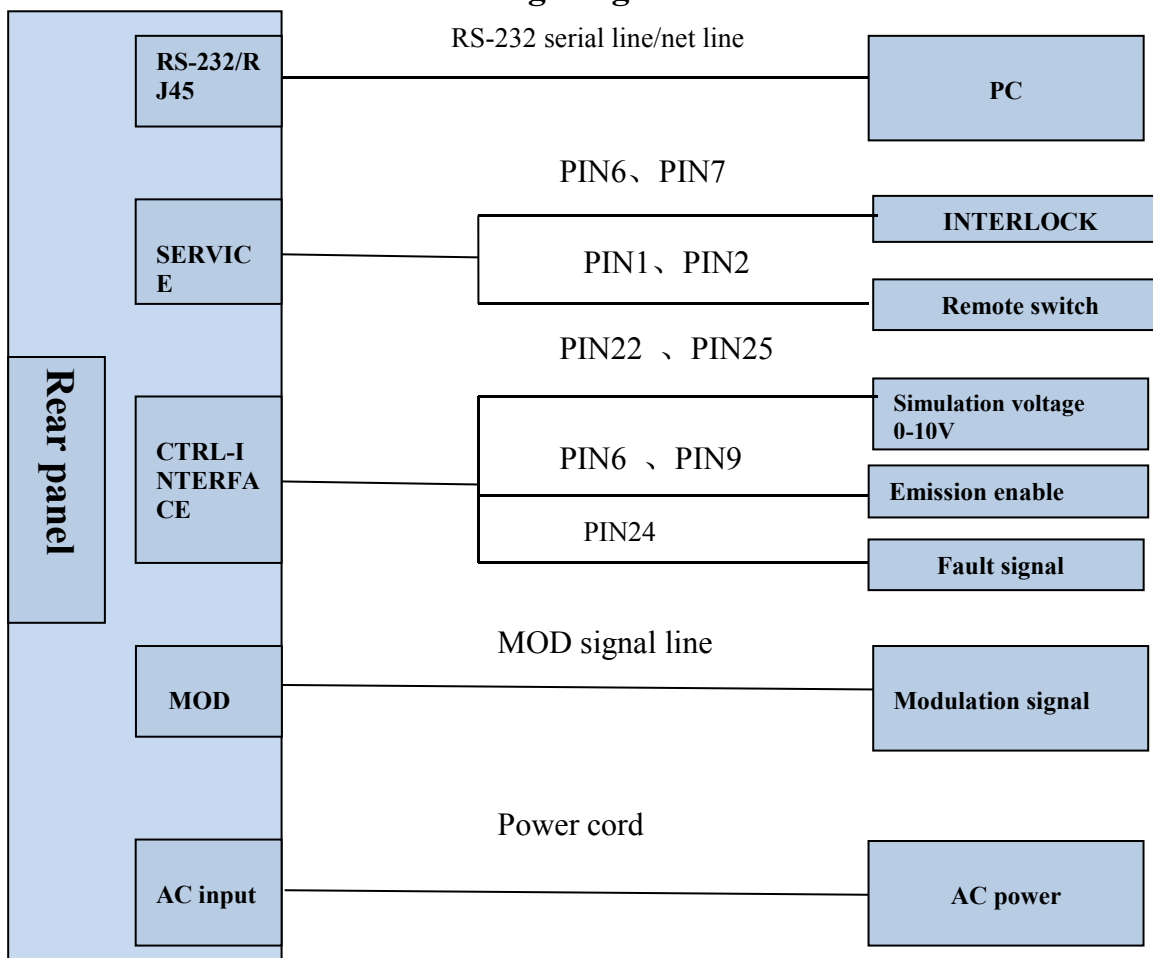 RS-232 serial line/net line
RS-232/R
J45
PC
PIN6、PIN7
SERVIC
E
INTERLOCK
PIN1、PIN2
Remote switch
PIN22 、PIN25
Rear panel
CTRL-I
NTERFA
CE
Simulation voltage
0-10V
PIN6 、PIN9
Emission enable
PIN24
Fault signal
MOD signal line
MOD
Modulation signal
Power cord
AC input
AC power